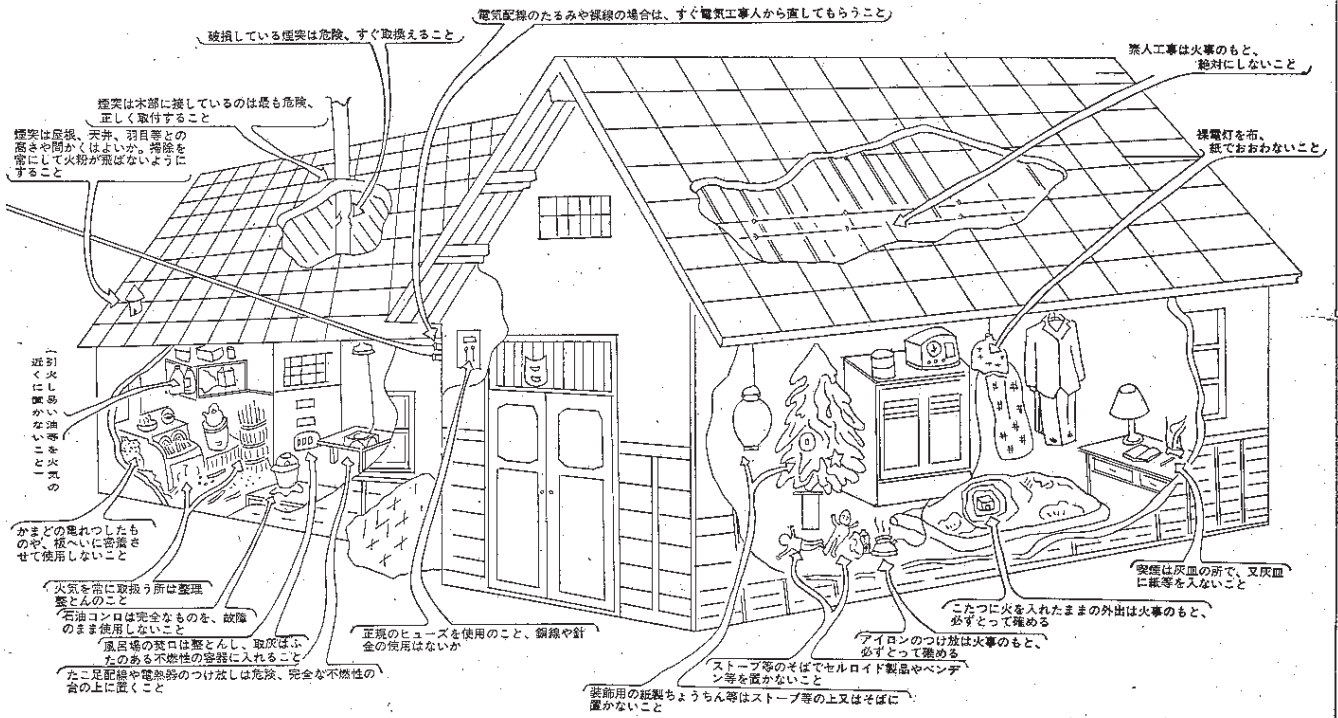 電気配線のたるみや裸線の場合は、すぐ電気工事人から直してもらうこと
破損している煙突は危険、すぐ取換えること
素人工事は火事のもと、
絶対にしないこと
煙突は木部に接しているのは最も危険、
正しく取付すること
煙突は屋根、天井、羽目等との
高さや間かくはよいか。掃除を
常にして火粉が飛ばないように
すること
裸電灯を布、
紙でおおわないこと
引火し易い油等を火気の
近くに置かないこと
かまどの亀れつしたも
のや、板べいに密着さ
せて使用しないこと
火気を常に取扱う所は整理
整とんのこと
石油コンロは完全なものを、故障
のまま使用しないこと
風呂場の焚口は整とんし、取灰はふ
たのある不燃性の容器に入れること
たこ足配線や電熱器のつけ放しは危険、完全な不燃性の
台の上に置くこと
正規のヒューズを使用のこと、銅線や針
金の使用はないか
喫煙は灰皿の所で、又灰皿
に紙等を入ないこと
こたつに火を入れたままの外出は火事のもと、
必ずとって確める
アイロンのつけ放は火事のもと、
必ずとって確める
ストーブ等のそばでセルロイド製品やベンヂ
ン等を置かないこと
装飾用の紙製ちょうちん等はストーブ等の上又はそばに
置かないこと